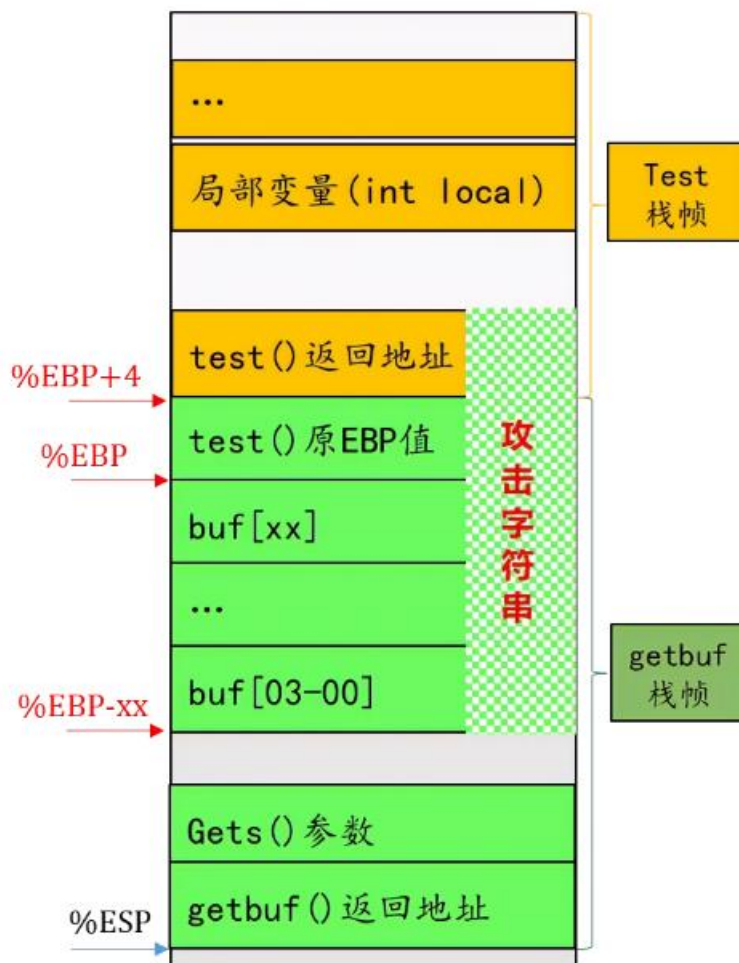 ...
局部变量(int local)
Test
栈帧
test()返回地址
%EBP+4
test()原EBP值
%EBP
buf[xx]
...
buf[03-00]
%EBP-xx
攻击字符串
getbuf
栈帧
Gets()参数
getbuf()返回地址
%ESP